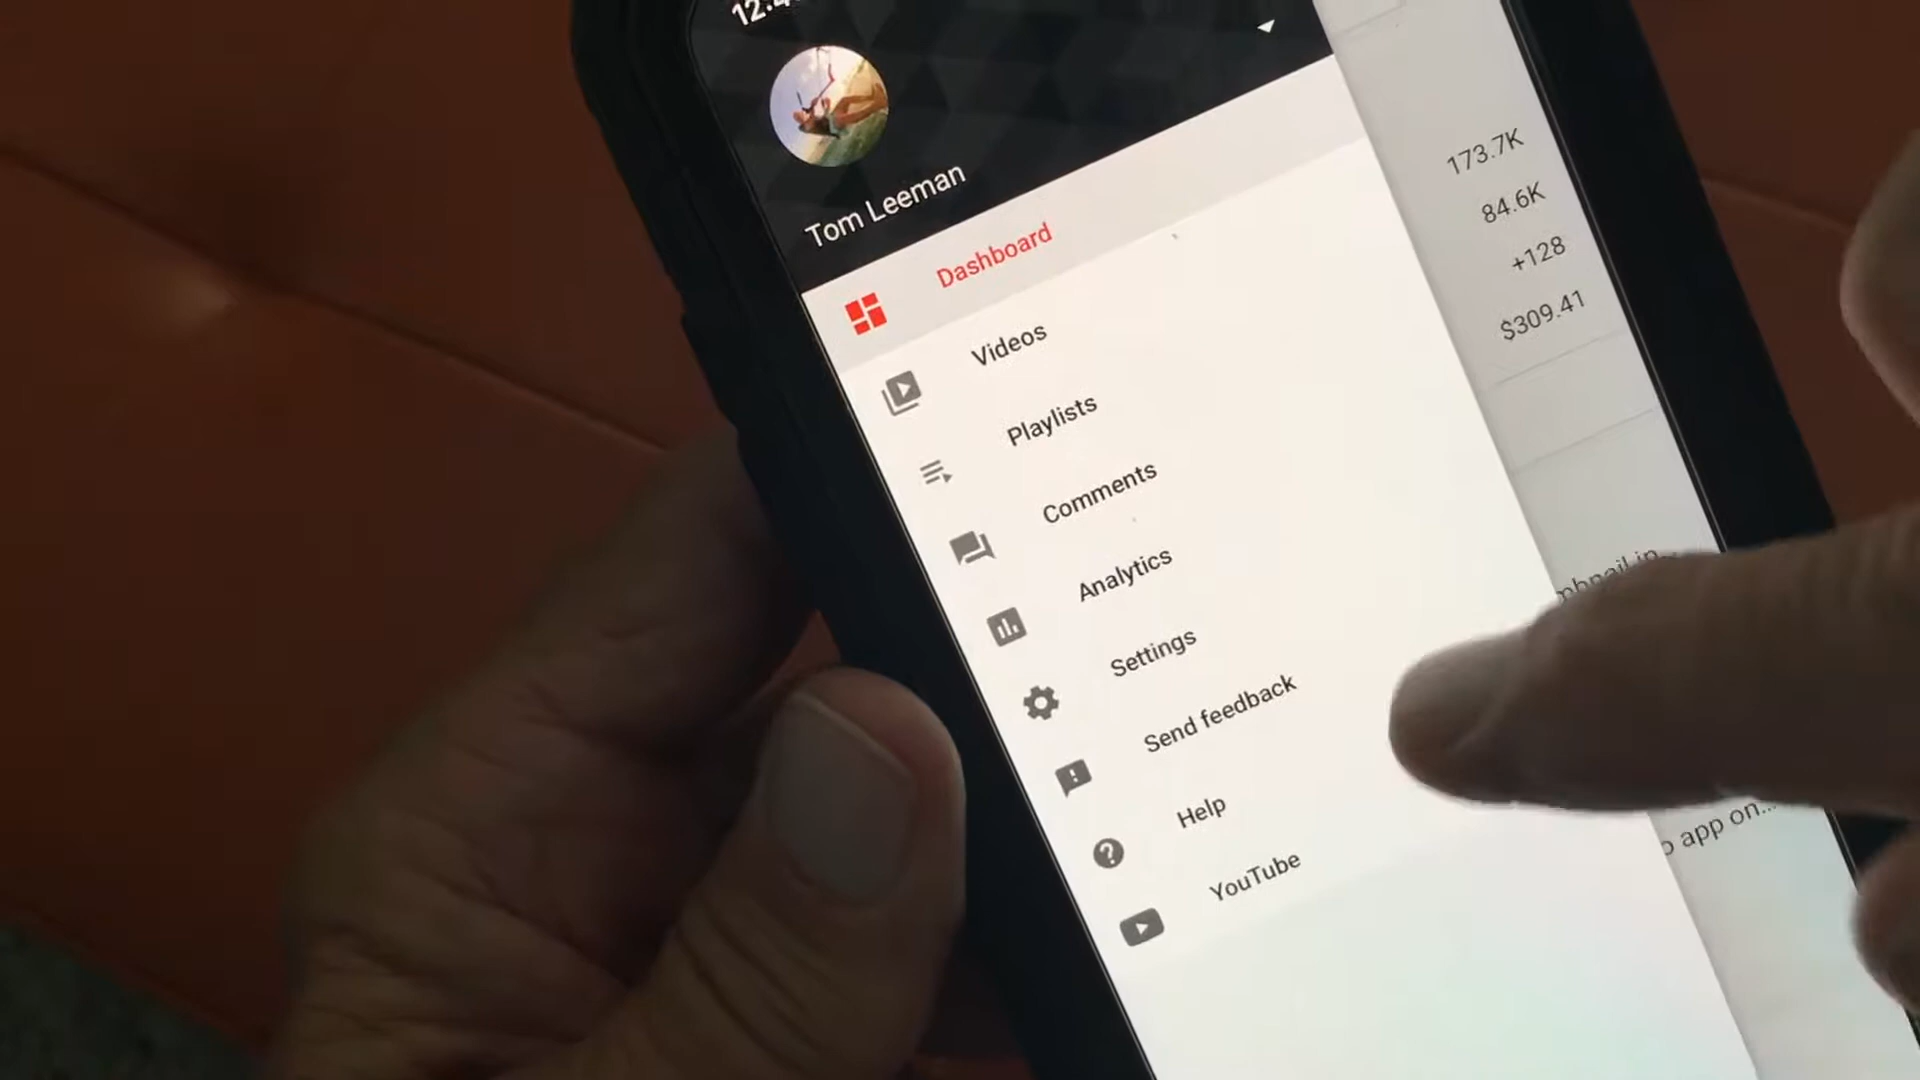 12:4
Tom Leeman
Dashboard
Videos
Playlists
Comments
Analytics
Settings
Send feedback
Help
YouTube
173.7K
84.6K
+128
$309.41
app on...